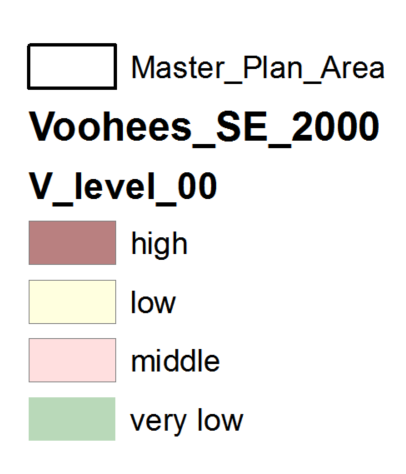 Master_Plan_Area
Voohees_SE_2000
V_level_00
high
low
middle
very low